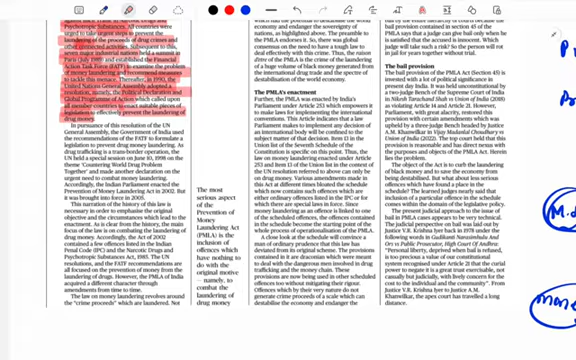 Psychotropic Substances. All countries were
urged to take urgent steps to prevent the
laundering of the proceeds of drug crimes and
other connected activities. Subsequent to this,
seven major industrial nations held a summit in
Paris (July 1989) and established the Financial
Action Task Force (FATF) to examine the problem
of money laundering and recommend measures
to tackle this menace. Thereafter, in 1990, the
United Nations General Assembly adopted a
resolution, namely, the Political Declaration and
Global Programme of Action which called upon
all member countries to enact suitable pieces of
legislation to effectively prevent the laundering of
drug money.
In pursuance of this resolution of the UN
General Assembly, the Government of India used
the recommendations of the FATF to formulate a
legislation to prevent drug money laundering. As
drug trafficking is a trans-border operation, the
UN held a special session on June 10, 1998 on the
theme 'Countering World Drug Problem
Together' and made another declaration on the
urgent need to combat money laundering.
Accordingly, the Indian Parliament enacted the
Prevention of Money Laundering Act in 2002. But
it was brought into force in 2005.
This narration of the history of this law is
necessary in order to emphasise the original
objective and the circumstances which lead to the
enactment. As is clear from the history, the main
focus of the law is on combating the laundering of
drug money. Accordingly, the Act of 2002
contained a few offences listed in the Indian
Penal Code (IPC) and the Narcotic Drugs and
Psychotropic Substances Act, 1985. The UN
resolutions, and the FATF recommendations are
all focused on the prevention of money from the
laundering of drugs. However, the PMLA of India
acquired a different character through
amendments from time to time.
The law on money laundering revolves around
the "crime proceeds" which are laundered. Not
The most
serious
aspect of
the
Prevention
of Money
Laundering Act
(PMLA) is the
inclusion of
offences which
have nothing
to do with the
original motive
— namely, to
combat the
laundering of
drug money
and endanger the sovereignty of
nations, as highlighted above. The preamble to
the PMLA endorses it. So, there was global
consensus on the need to have a tough law to
deal effectively with this crime. Thus, the raison
d'etre of the PMLA is the crime of the laundering
of a huge volume of black money generated from
the international drug trade and the spectre of
destabilisation of the world economy.
The PMLA's enactment
Further, the PMLA was enacted by India's
Parliament under Article 253 which empowers it
to make laws for implementing the international
conventions. This Article indicates that a law
Parliament makes to implement any decision of
an international body will be confined to the
subject matter of that decision. Item 13 in the
Union list of the Seventh Schedule of the
Constitution is specific on this point. Thus, the
law on money laundering enacted under Article
253 and Item 13 of the Union list in the context of
the UN resolution referred to above can only be
on drug money. Various amendments made in
this Act at different times bloated the schedule
which now contains such offences which are
either ordinary offences listed in the IPC or for
which there are special laws in force. Since
money laundering as an offence is linked to one
of the scheduled offences, the offences contained
in the schedule become the starting point of the
whole process of operationalisation of the PMLA.
A close look at the schedule will convince a
man of ordinary prudence that this law has
deviated from its original scheme. The provisions
contained in it are draconian which were meant
to deal with the dangerous men involved in drug
trafficking and the money chain. These
provisions are now being used in other scheduled
offences too without mitigating their rigour.
Offences which by their very nature do not
generate crime proceeds of a scale which can
destabilise the economy and endanger the
provision contained in section 45 of
the PMLA says that a judge can give bail only when he
is satisfied that the accused is innocent. Which
judge will take such a risk? So the person will rot
in jail for years together without trial.
The bail provision
The bail provision of the PMLA Act (Section 45) is
invested with a lot of political significance in
present day India. It was held unconstitutional by
a two-judge Bench of the Supreme Court of India
in Nikesh Tarachand Shah vs Union of India (2018)
as violating Article 14 and Article 21. However,
Parliament, with great alacrity, restored this
provision with certain amendments which was
upheld by a three judge Bench headed by Justice
A.M. Khanwilkar in Vijay Madanlal Choudhary vs
Union of India (2022). The top court held that this
provision is reasonable and has direct nexus with
the purposes and objects of the PMLA Act. Herein
lies the problem.
The object of the Act is to curb the laundering
of black money and to save the economy from
being destabilised. But what about less serious
offences which have found a place in the
schedule? The learned judges rurally said that
inclusion of a particular offence in the schedule
comes within the domain of the legislative policy.
The present judicial approach to the issue of
bail in PMLA cases appears to be very technical.
The judicial perspective on bail was laid out by
Justice V.R. Krishna Iyer back in 1978 under the
following words in Gudikanti Narasimhulu And
Ors vs Public Prosecutor, High Court Of Andhra:
"Personal liberty, deprived when bail is refused,
is too precious a value of our constitutional
system recognised under Article 21 that the curial
power to negate it is a great trust exercisable, not
casually but judicially, with lively concern for the
cost to the individual and the community". From
Justice V.R. Krishna Iyer to Justice A.M.
Khanwilkar, the apex court has travelled a long
distance.
M.
mone